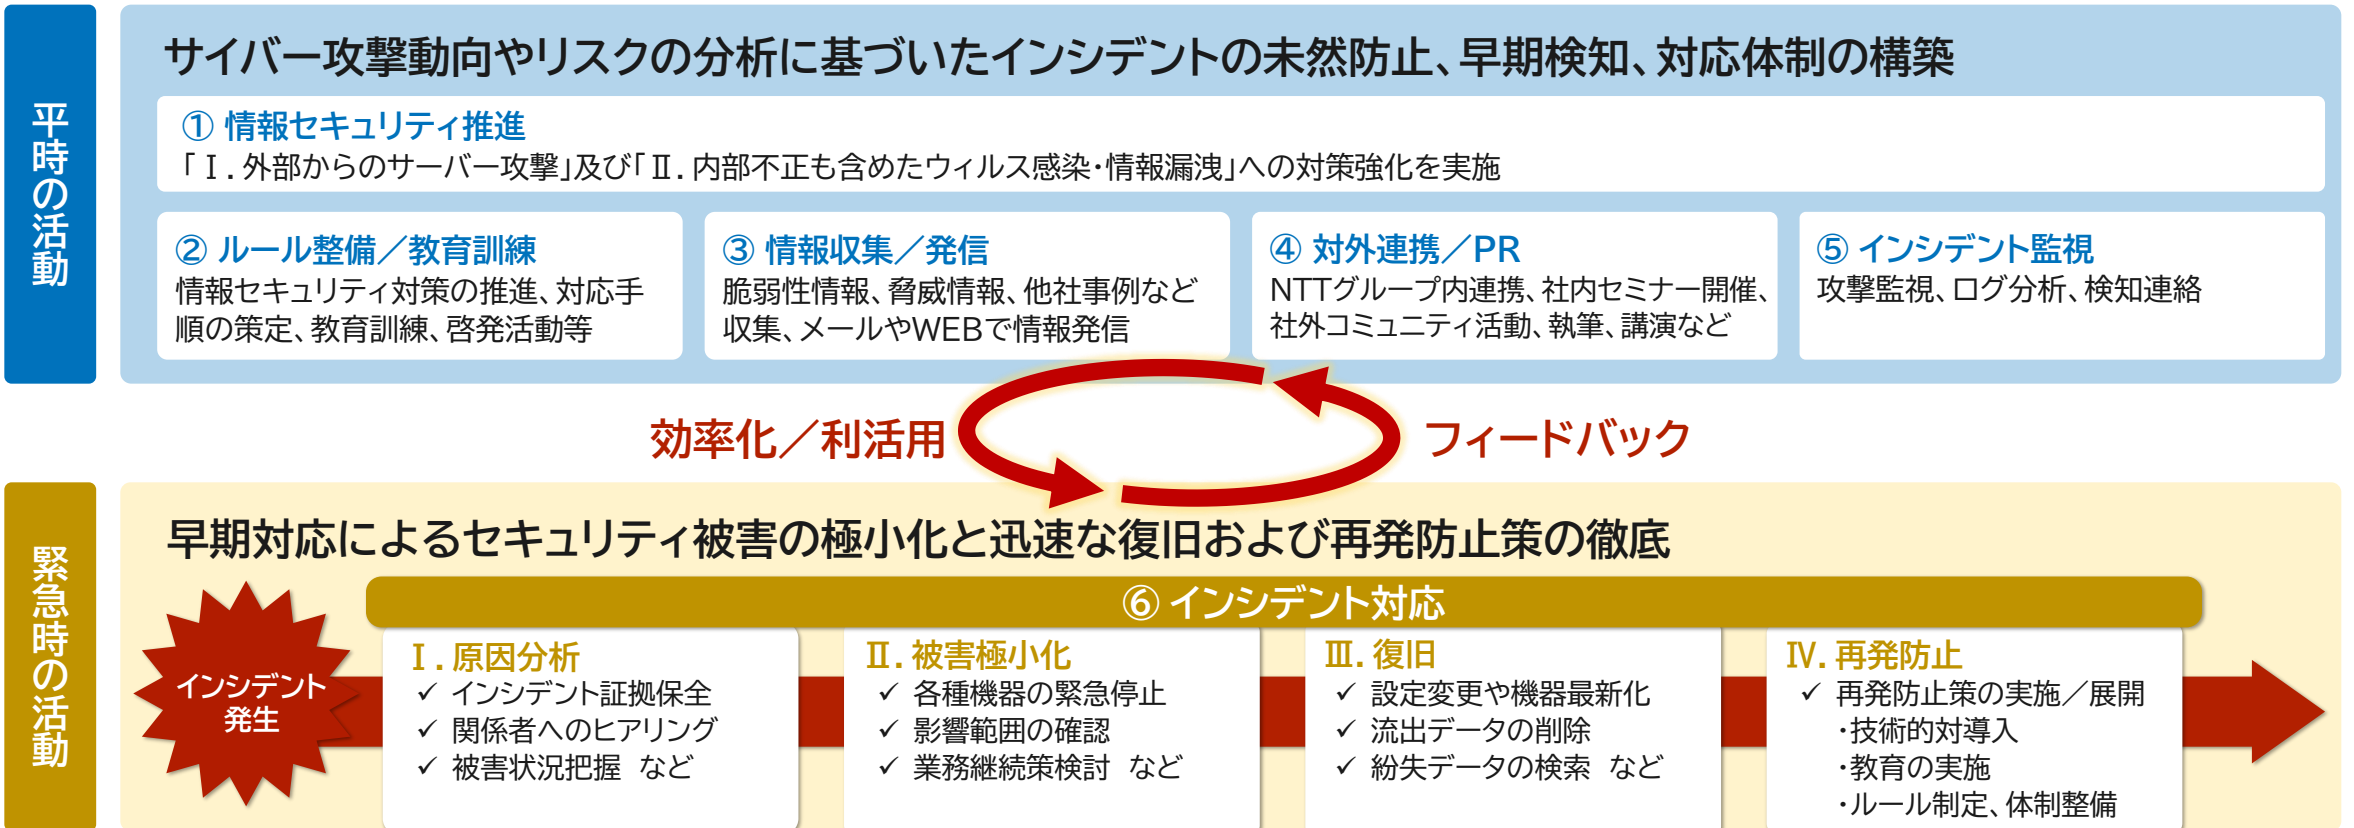 平時の活動
サイバー攻撃動向やリスクの分析に基づいたインシデントの未然防止、早期検知、対応体制の構築
① 情報セキュリティ推進
「Ⅰ.外部からのサーバー攻撃」及び「Ⅱ.内部不正も含めたウィルス感染・情報漏洩」への対策強化を実施
② ルール整備／教育訓練
情報セキュリティ対策の推進、対応手
順の策定、教育訓練、啓発活動等
③ 情報収集／発信
脆弱性情報、脅威情報、他社事例など
収集、メールやWEBで情報発信
④ 対外連携／PR
NTTグループ内連携、社内セミナー開催、
社外コミュニティ活動、執筆、講演など
⑤ インシデント監視
攻撃監視、ログ分析、検知連絡
効率化／利活用
フィードバック
緊急時の活動
早期対応によるセキュリティ被害の極小化と迅速な復旧および再発防止策の徹底
⑥ インシデント対応
インシデント
発生
Ⅰ.原因分析
✓ インシデント証拠保全
✓ 関係者へのヒアリング
✓ 被害状況把握 など
Ⅱ.被害極小化
✓ 各種機器の緊急停止
✓ 影響範囲の確認
✓ 業務継続策検討 など
Ⅲ.復旧
✓ 設定変更や機器最新化
✓ 流出データの削除
✓ 紛失データの検索 など
Ⅳ.再発防止
✓ 再発防止策の実施／展開
・技術的対導入
・教育の実施
・ルール制定、体制整備